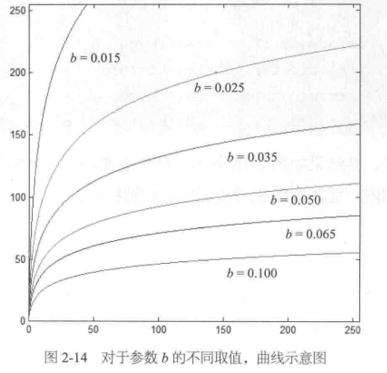 250
200
150
100
50
0
b = 0.015
b = 0.025
b = 0.035
b = 0.050
b = 0.065
b = 0.100
0 50 100 150 200 250
图 2-14 对于参数 b 的不同取值，曲线示意图